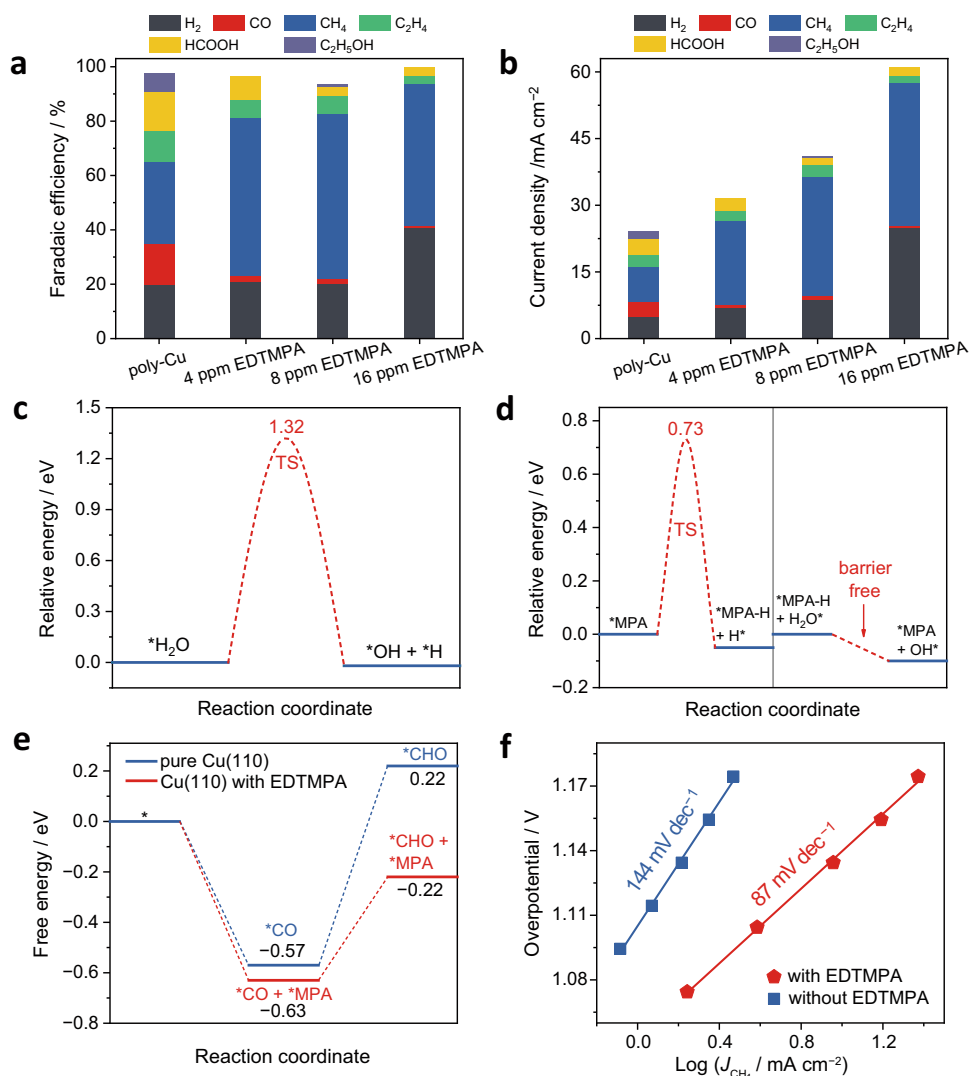 H₂ CO CH₄ C₂H₄
HCOOH C₂H₅OH
a
Faradaic efficiency / %
100
80
60
40
20
0
poly-Cu
4 ppm EDTMPA
8 ppm EDTMPA
16 ppm EDTMPA
H₂ CO CH₄ C₂H₄
HCOOH C₂H₅OH
b
Current density /mA cm⁻²
60
45
30
15
0
poly-Cu
4 ppm EDTMPA
8 ppm EDTMPA
16 ppm EDTMPA
c
Relative energy / eV
1.5
1.2
0.9
0.6
0.3
0.0
1.32
TS
*H₂O
*OH + *H
Reaction coordinate
d
Relative energy / eV
0.8
0.6
0.4
0.2
0.0
−0.2
0.73
TS
*MPA
*MPA-H
+ H*
*MPA-H
+ H₂O*
barrier
free
*MPA
+ OH*
Reaction coordinate
e
Free energy / eV
0.2
0.0
−0.2
−0.4
−0.6
−0.8
pure Cu(110)
Cu(110) with EDTMPA
*
*CHO
0.22
*CHO +
*MPA
−0.22
*CO
−0.57
*CO + *MPA
−0.63
Reaction coordinate
f
Overpotential / V
1.17
1.14
1.11
1.08
144 mV dec⁻¹
87 mV dec⁻¹
with EDTMPA
without EDTMPA
0.0 0.4 0.8 1.2
Log (J_CH₄ / mA cm⁻²)